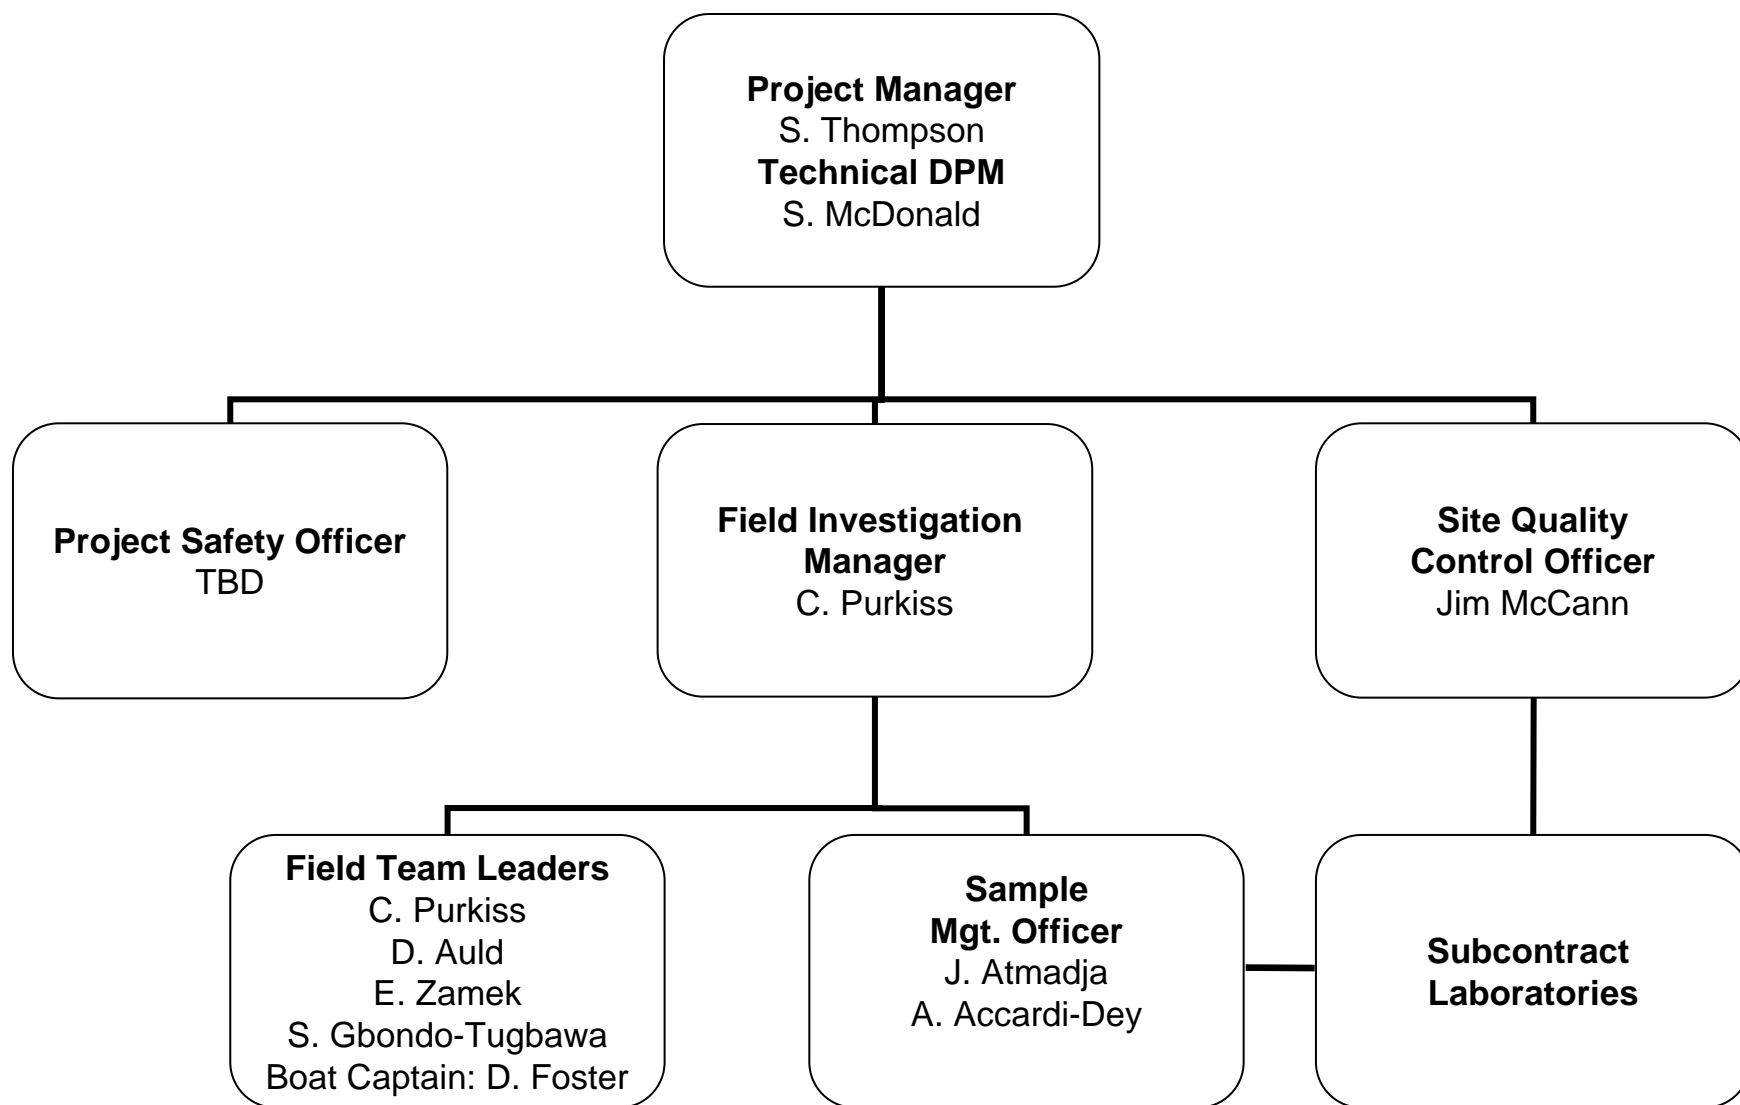 Project Manager
S. Thompson
Technical DPM
S. McDonald
Project Safety Officer
TBD
Field Investigation
Manager
C. Purkiss
Site Quality
Control Officer
Jim McCann
Field Team Leaders
C. Purkiss
D. Auld
E. Zamek
S. Gbondo-Tugbawa
Boat Captain: D. Foster
Sample
Mgt. Officer
J. Atmadja
A. Accardi-Dey
Subcontract
Laboratories